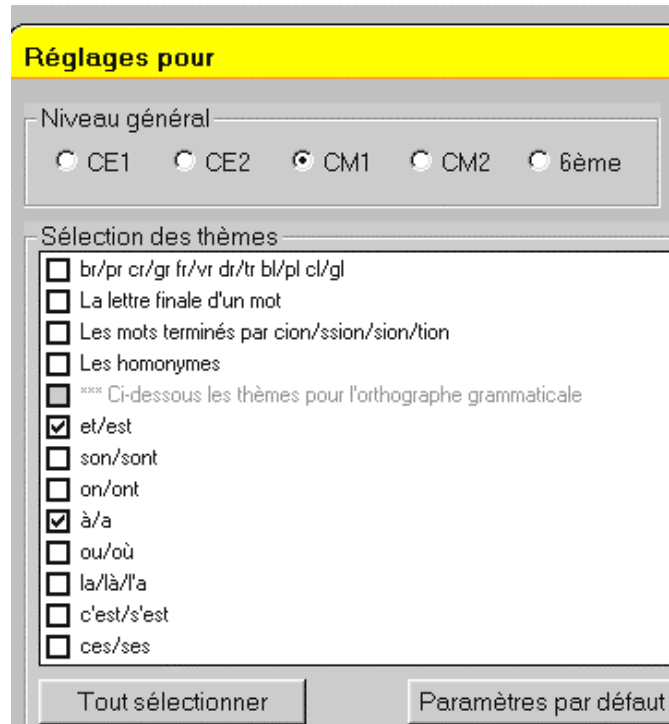 Réglages pour
Niveau général
CE1 CE2 CM1 CM2 6ème
Sélection des thèmes
br/pr cr/gr fr/vr dr/tr bl/pl cl/gl
La lettre finale d'un mot
Les mots terminés par cion/ssion/sion/tion
Les homonymes
*** Ci-dessous les thèmes pour l'orthographe grammaticale
et/est
son/sont
on/ont
à/a
ou/où
la/là/l'a
c'est/s'est
ces/ses
Tout sélectionner Paramètres par défaut